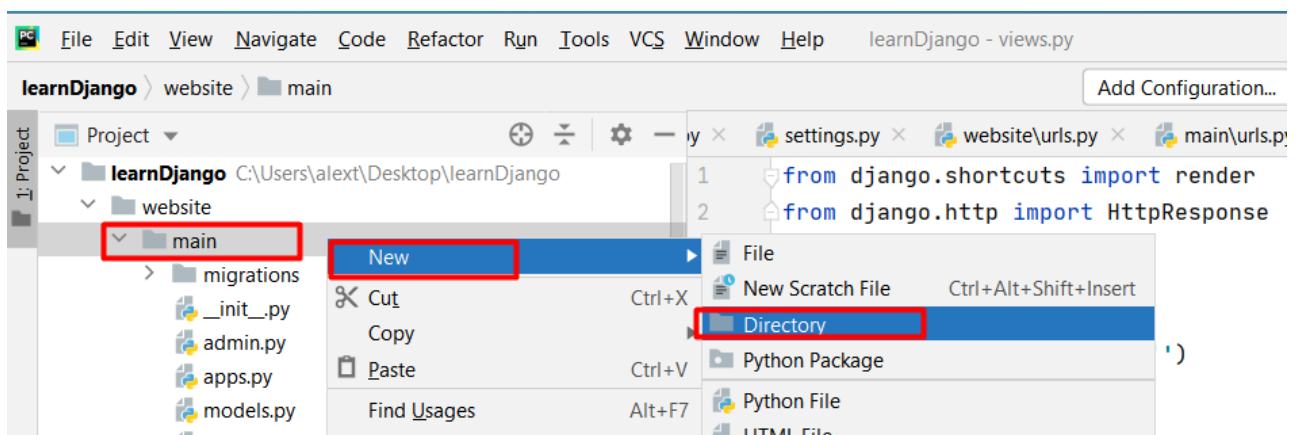 PC File Edit View Navigate Code Refactor Run Tools VCS Window Help learnDjango - views.py
learnDjango website main Add Configuration...
1: Project
Project y settings.py website\urls.py main\urls.py
learnDjango C:\Users\alext\Desktop\learnDjango
1 from django.shortcuts import render
website
2 from django.http import HttpResponse
main
New
File
migrations
Cut Ctrl+X
New Scratch File Ctrl+Alt+Shift+Insert
__init__.py
Copy
Directory
admin.py
Paste Ctrl+V
Python Package
')
apps.py
Find Usages Alt+F7
Python File
models.py
HTML File